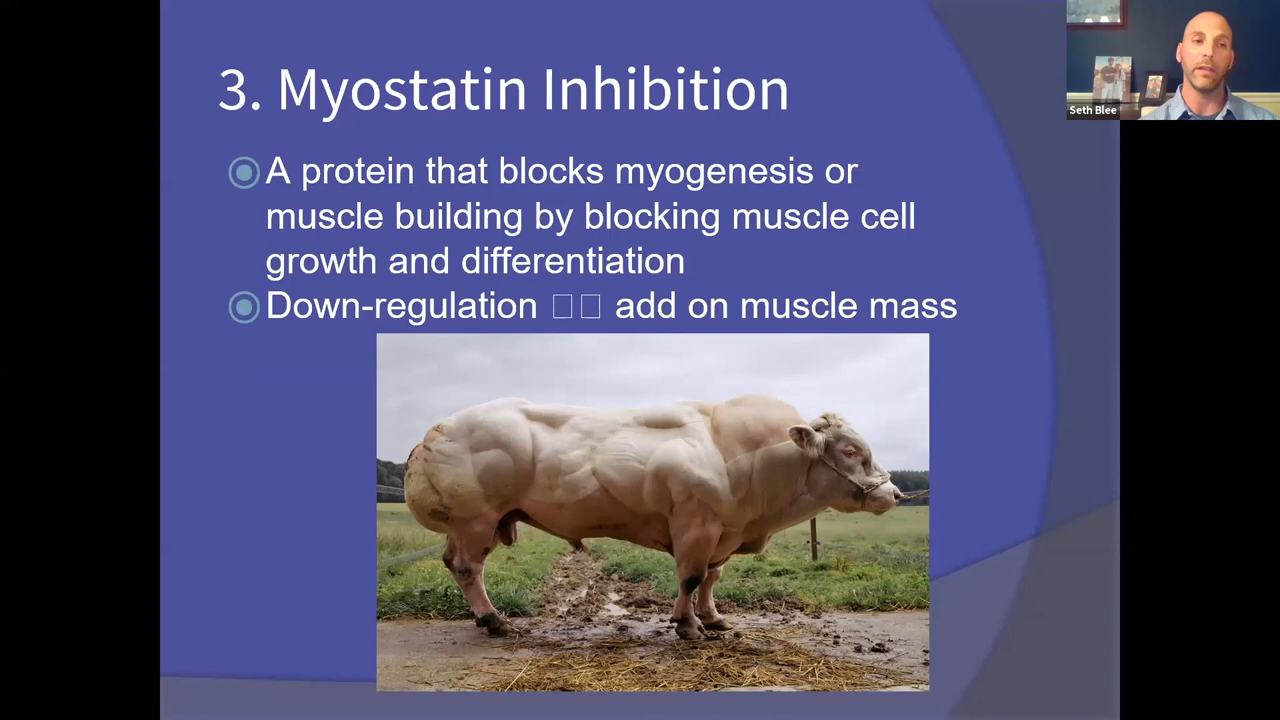 3. Myostatin Inhibition
A protein that blocks myogenesis or
muscle building by blocking muscle cell
growth and differentiation
Down-regulation □□ add on muscle mass
Seth Blee